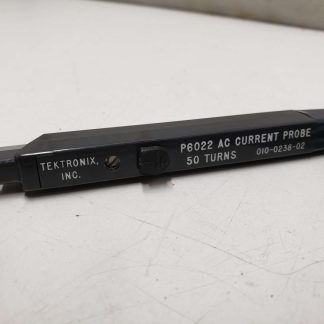 TEKTRONIX,
INC.
P6022 AC CURRENT PROBE
50 TURNS 010-0238-02